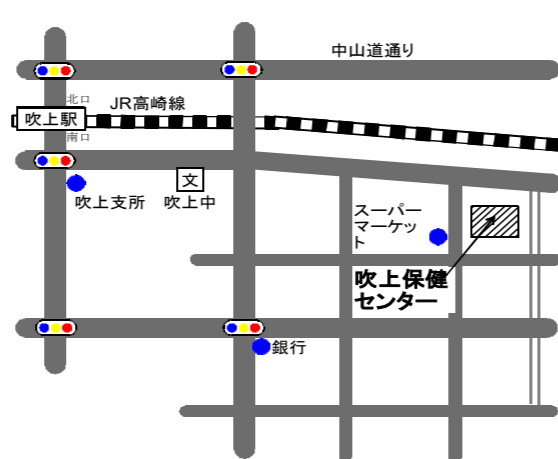 中山道通り
北口
JR高崎線
吹上駅
南口
文
吹上支所
吹上中
スーパー
マーケッ
ト
吹上保健
センター
銀行